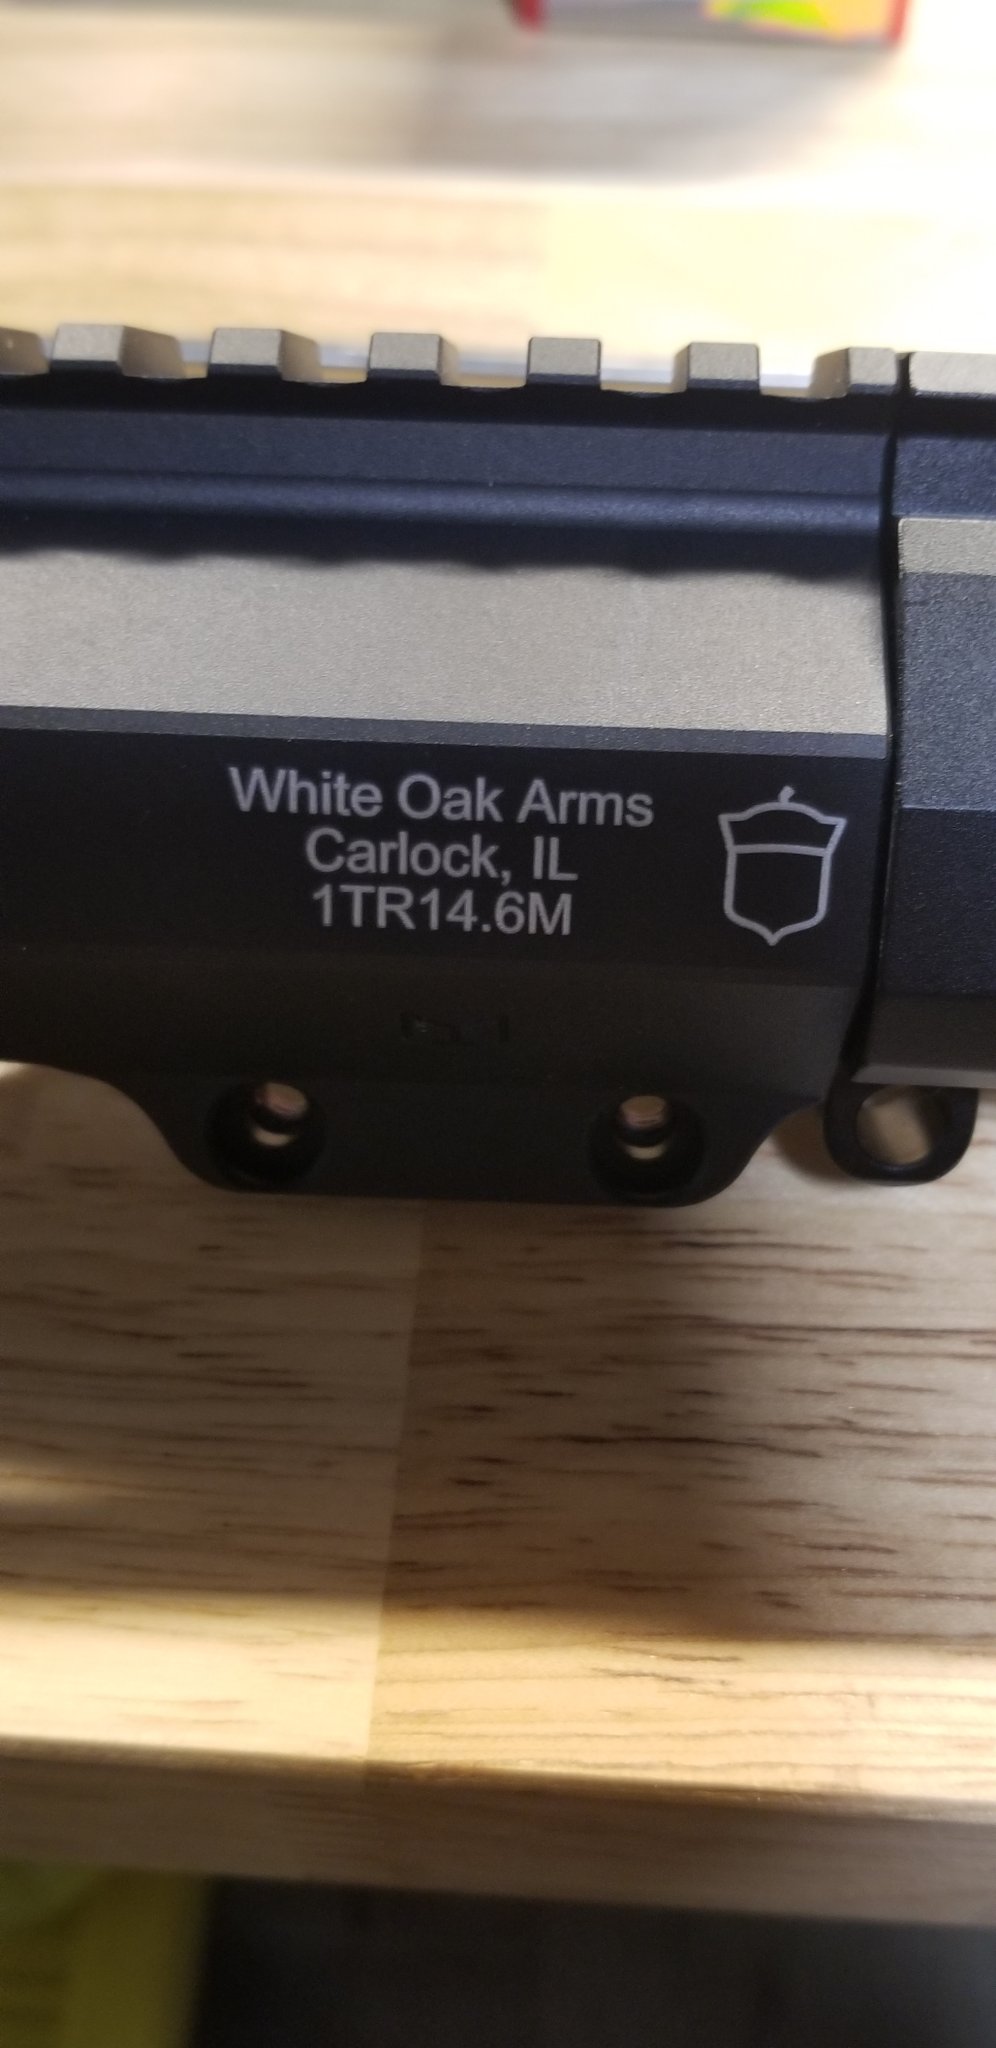 White Oak Arms
Carlock, IL
1TR14.6M